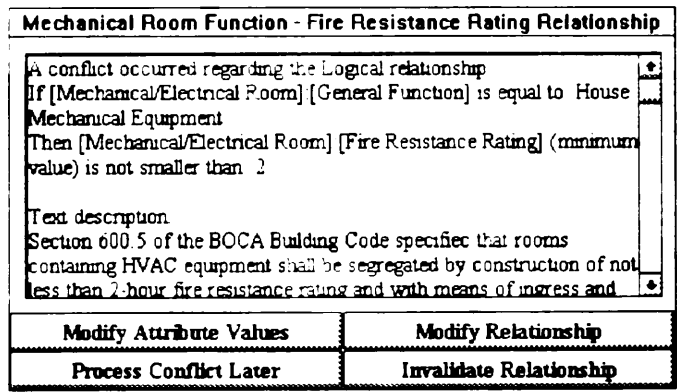 Mechanical Room Function - Fire Resistance Rating Relationship
A conflict occurred regarding the Logical relationship
If [Mechanical/Electrical Room] [General Function] is equal to House
Mechanical Equipment
Then [Mechanical/Electrical Room] [Fire Resistance Rating] (minimum
value) is not smaller than 2
Text description
Section 600.5 of the BOCA Building Code specifiec that rooms
containing HVAC equipment shall be segregated by construction of not
less than 2-hour fire resistance rating and with means of ingress and
Modify Attribute Values
Modify Relationship
Process Conflict Later
Invalidate Relationship